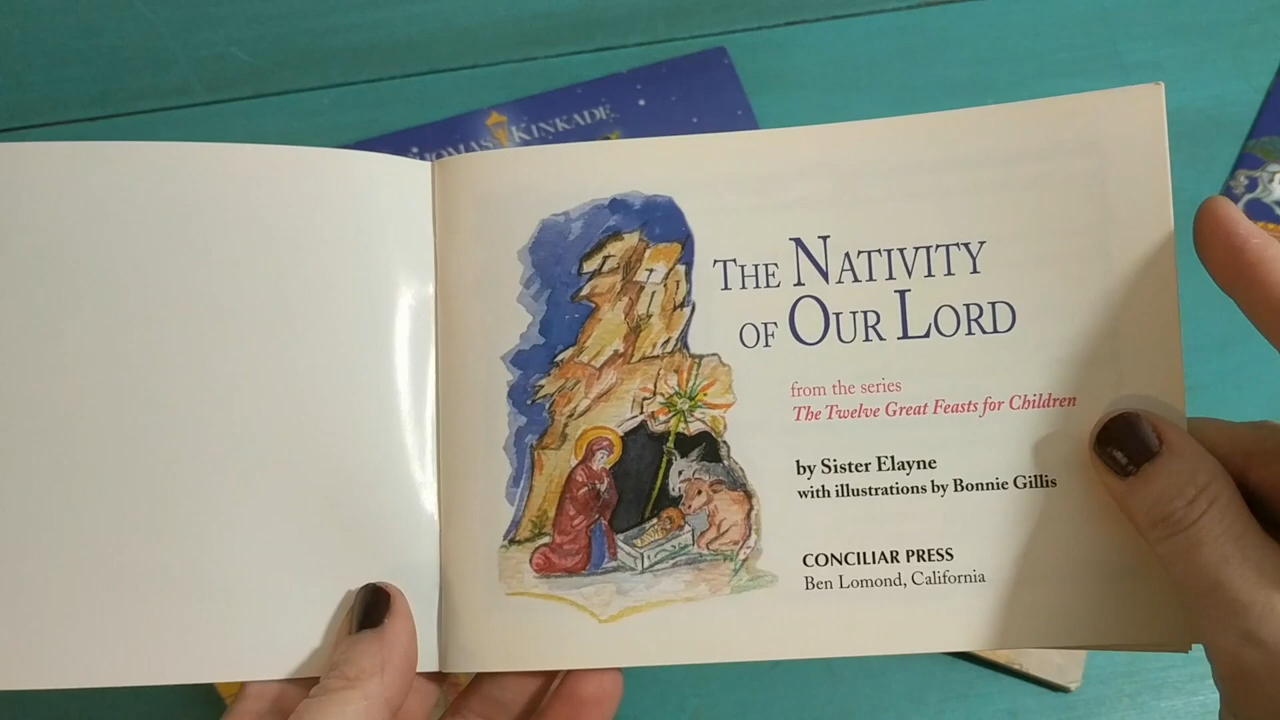 THOMAS KINKADE
THE NATIVITY
OF OUR LORD
from the series
The Twelve Great Feasts for Children
by Sister Elayne
with illustrations by Bonnie Gillis
CONCILIAR PRESS
Ben Lomond, California